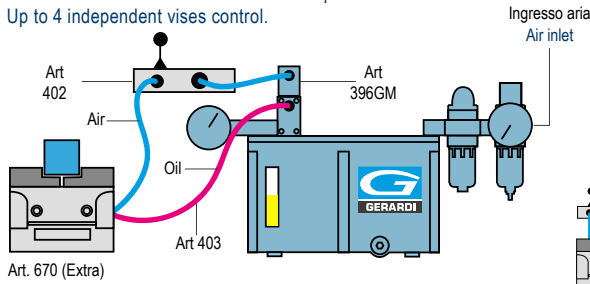 Up to 4 independent vises control.
Ingresso aria
Air inlet
Art
402
Art
396GM
Air
Oil
G
GERARDI
Art 403
Art. 670 (Extra)